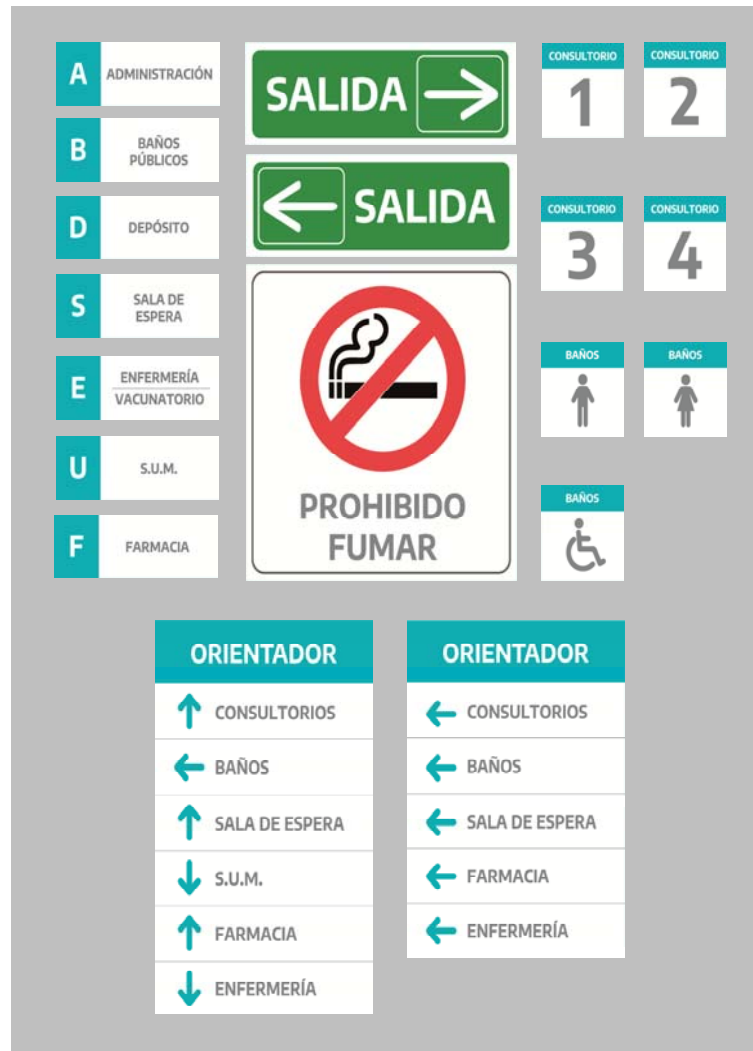 A
ADMINISTRACIÓN
B
BAÑOS
PÚBLICOS
D
DEPÓSITO
S
SALA DE
ESPERA
E
ENFERMERÍA
VACUNATORIO
U
S.U.M.
F
FARMACIA
SALIDA
SALIDA
PROHIBIDO
FUMAR
CONSULTORIO
1
CONSULTORIO
2
CONSULTORIO
3
CONSULTORIO
4
BAÑOS
BAÑOS
BAÑOS
ORIENTADOR
CONSULTORIOS
BAÑOS
SALA DE ESPERA
S.U.M.
FARMACIA
ENFERMERÍA
ORIENTADOR
CONSULTORIOS
BAÑOS
SALA DE ESPERA
FARMACIA
ENFERMERÍA